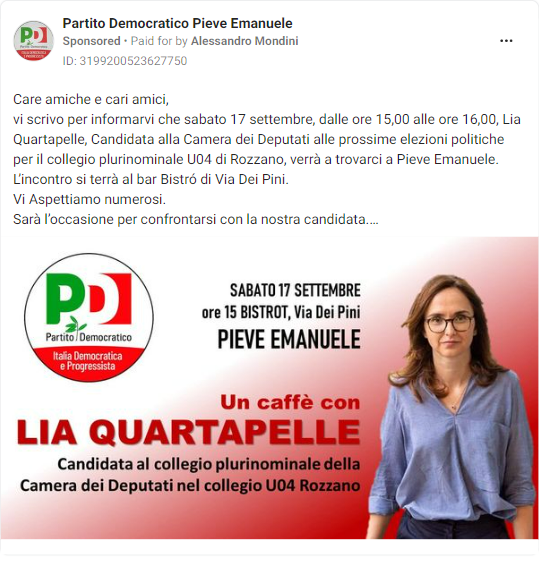 Partito Democratico Pieve Emanuele
Sponsored • Paid for by Alessandro Mondini
ID: 3199200523627750
Care amiche e cari amici,
vi scrivo per informarvi che sabato 17 settembre, dalle ore 15,00 alle ore 16,00, Lia
Quartapelle, Candidata alla Camera dei Deputati alle prossime elezioni politiche
per il collegio plurinominale U04 di Rozzano, verrà a trovarci a Pieve Emanuele.
L'incontro si terrà al bar Bistró di Via Dei Pini.
Vi Aspettiamo numerosi.
Sarà l'occasione per confrontarsi con la nostra candidata....
PD
Partito Democratico
Italia Democratica
e Progressista
SABATO 17 SETTEMBRE
ore 15 BISTROT, Via Dei Pini
PIEVE EMANUELE
Un caffè con
LIA QUARTAPELLE
Candidata al collegio plurinominale della
Camera dei Deputati nel collegio U04 Rozzano